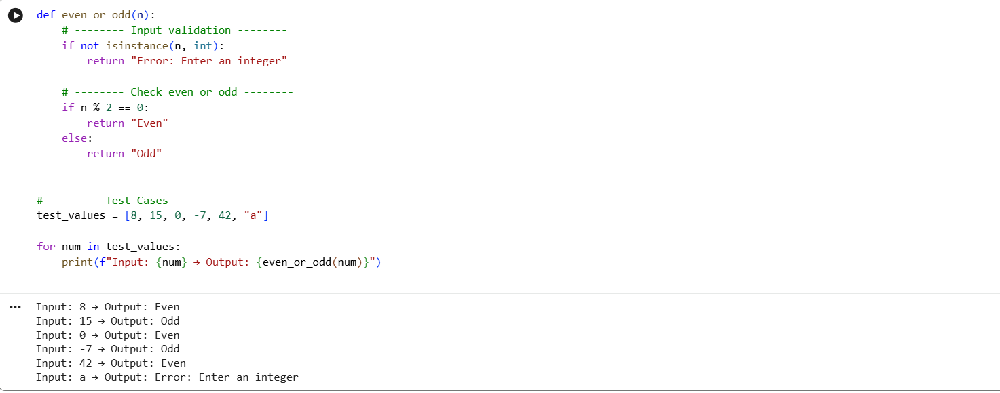 def even_or_odd(n):
    # -------- Input validation --------
    if not isinstance(n, int):
        return "Error: Enter an integer"
    # -------- Check even or odd --------
    if n % 2 == 0:
        return "Even"
    else:
        return "Odd"
# -------- Test Cases --------
test_values = [8, 15, 0, -7, 42, "a"]
for num in test_values:
    print(f"Input: {num} → Output: {even_or_odd(num)}")
Input: 8 → Output: Even
Input: 15 → Output: Odd
Input: 0 → Output: Even
Input: -7 → Output: Odd
Input: 42 → Output: Even
Input: a → Output: Error: Enter an integer